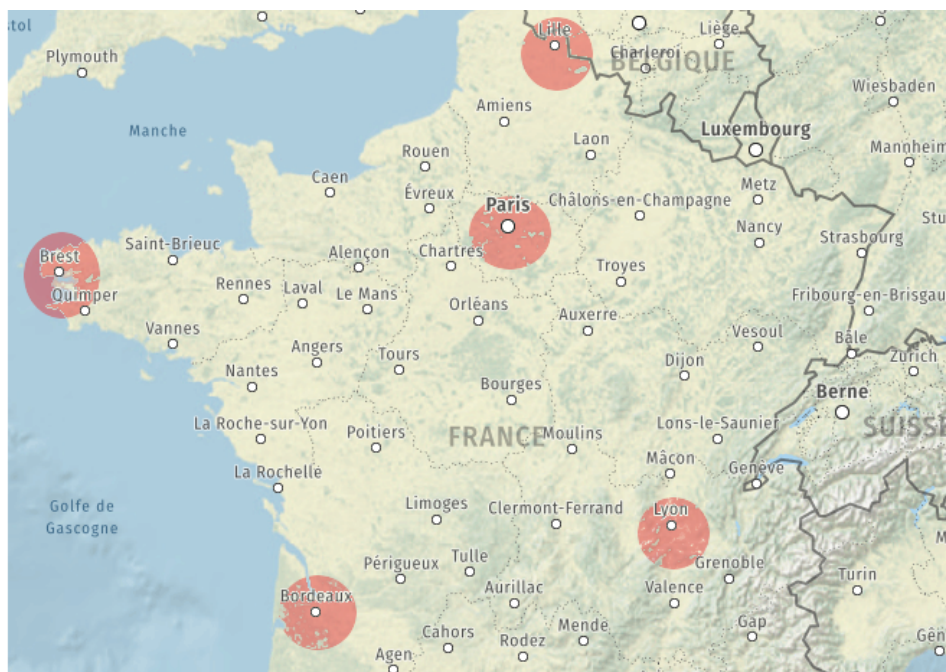 Lille
Liège
Plymouth
Charleroi
BELGIQUE
Wiesbaden
Amiens
Manche
Luxembourg
Laon
Mannheim
Rouen
Caen
Évreux
Metz
Paris
Châlons-en-Champagne
Nancy
Strasbourg
Saint-Brieuc
Alençon
Chartres
Brest
Troyes
Quimper
Rennes
Laval
Le Mans
Orléans
Auxerre
Fribourg-en-Brisgau
Vannes
Vesoul
Bâle
Angers
Tours
Dijon
Zurich
Nantes
Bourges
Berne
La Roche-sur-Yon
Poitiers
FRANCE
Moulins
Lons-le-Saunier
SUISSE
La Rochelle
Mâcon
Genève
Golfe de
Gascogne
Limoges
Clermont-Ferrand
Lyon
Périgueux
Tulle
Grenoble
Turin
Bordeaux
Aurillac
Valence
Cahors
Rodez
Mende
Gap
Agen